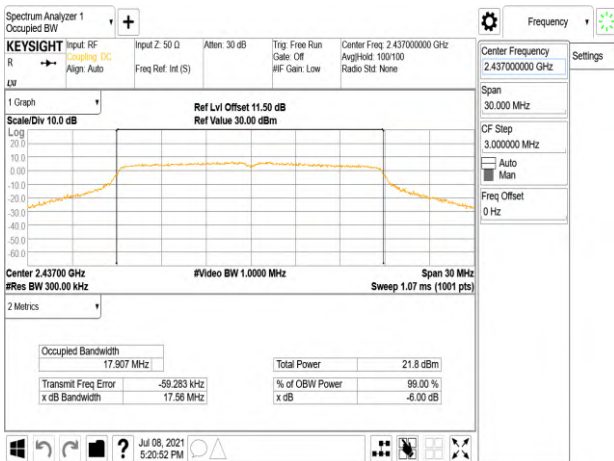 Spectrum Analyzer 1
Occupied BW
Frequency
KEYSIGHT Input: RF Input Z: 50 Ω Atten: 30 dB Trig: Free Run Center Freq: 2.437000000 GHz
R Coupling: DC Gate: Off Avg|Hold: 100/100
Align: Auto Freq Ref: Int (S) #IF Gain: Low Radio Std: None
LXI
Center Frequency
2.437000000 GHz
Settings
Span
30.000 MHz
CF Step
3.000000 MHz
Auto
Man
Freq Offset
0 Hz
1 Graph
Ref Lvl Offset 11.50 dB
Scale/Div 10.0 dB Ref Value 30.00 dBm
Log
20.0
10.0
0.00
-10.0
-20.0
-30.0
-40.0
-50.0
-60.0
Center 2.43700 GHz #Video BW 1.0000 MHz Span 30 MHz
#Res BW 300.00 kHz Sweep 1.07 ms (1001 pts)
2 Metrics
Occupied Bandwidth
17.907 MHz Total Power 21.8 dBm
Transmit Freq Error -59.283 kHz % of OBW Power 99.00 %
x dB Bandwidth 17.56 MHz x dB -6.00 dB
Jul 08, 2021
5:20:52 PM